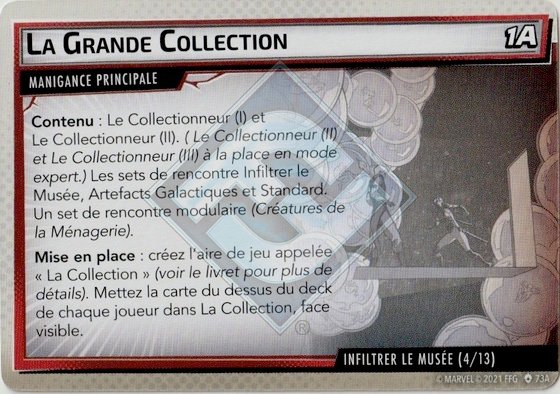 La Grande Collection
1A
Manigance Principale
Contenu : Le Collectionneur (I) et
Le Collectionneur (II). ( Le Collectionneur (II)
et Le Collectionneur (III) à la place en mode
expert.) Les sets de rencontre Infiltrer le
Musée, Artefacts Galactiques et Standard.
Un set de rencontre modulaire (Créatures de
la Ménagerie).
Mise en place : créez l'aire de jeu appelée
« La Collection » (voir le livret pour plus de
détails). Mettez la carte du dessus du deck
de chaque joueur dans La Collection, face
visible.
®
Infiltrer le Musée (4/13)
© MARVEL © 2021 FFG 73A